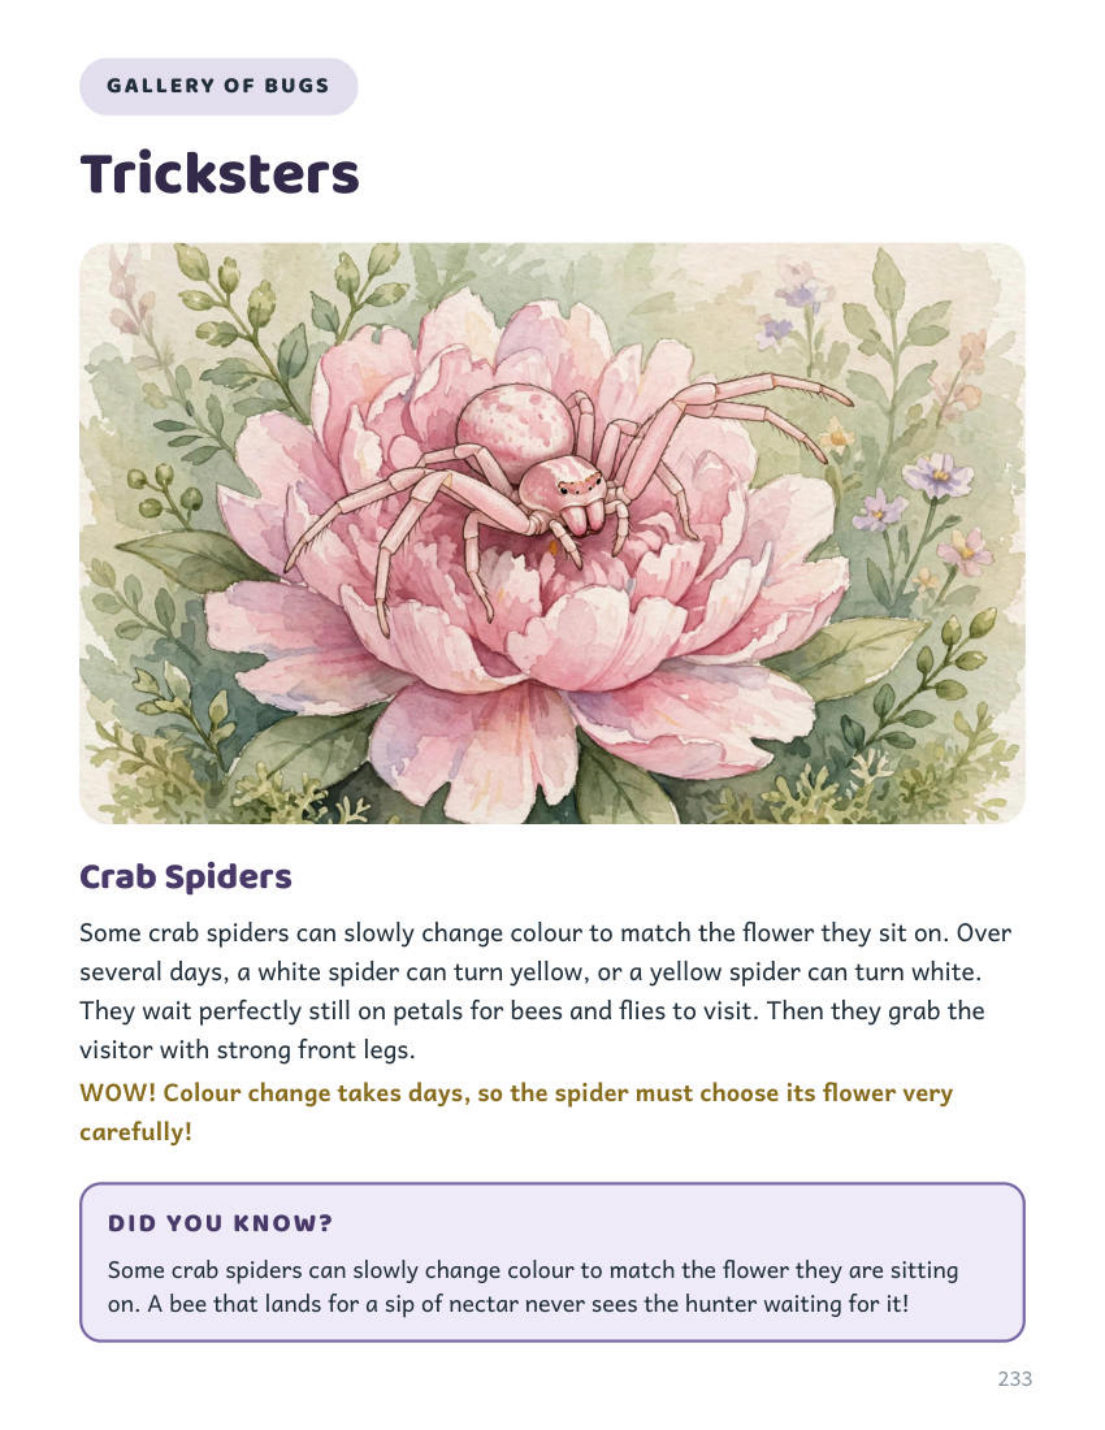 GALLERY OF BUGS
Tricksters
Crab Spiders
Some crab spiders can slowly change colour to match the flower they sit on. Over
several days, a white spider can turn yellow, or a yellow spider can turn white.
They wait perfectly still on petals for bees and flies to visit. Then they grab the
visitor with strong front legs.
WOW! Colour change takes days, so the spider must choose its flower very
carefully!
DID YOU KNOW?
Some crab spiders can slowly change colour to match the flower they are sitting
on. A bee that lands for a sip of nectar never sees the hunter waiting for it!
233